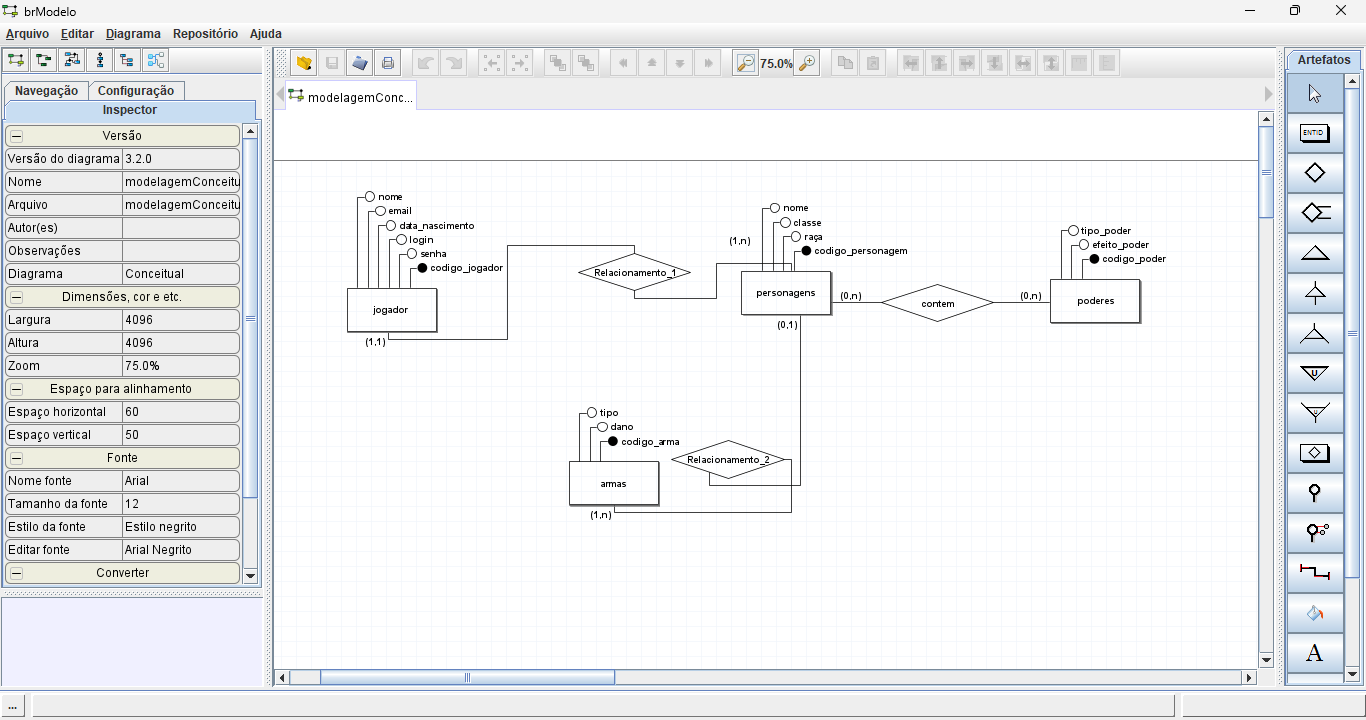 brModelo
Arquivo Editar Diagrama Repositório Ajuda
75.0%
Navegação Configuração
Inspector
modelagemConc...
Artefatos
Versão
Versão do diagrama 3.2.0
Nome modelagemConceitu
Arquivo modelagemConceitu
Autor(es)
Observações
Diagrama Conceitual
Dimensões, cor e etc.
Largura 4096
Altura 4096
Zoom 75.0%
Espaço para alinhamento
Espaço horizontal 60
Espaço vertical 50
Fonte
Nome fonte Arial
Tamanho da fonte 12
Estilo da fonte Estilo negrito
Editar fonte Arial Negrito
Converter
...
nome
email
data_nascimento
login
senha
codigo_jogador
jogador
(1,1)
Relacionamento_1
(1,n)
nome
classe
raça
codigo_personagem
personagens
(0,n)
(0,1)
contem
(0,n)
tipo_poder
efeito_poder
codigo_poder
poderes
tipo
dano
codigo_arma
armas
(1,n)
Relacionamento_2
ENTID
U
U
A